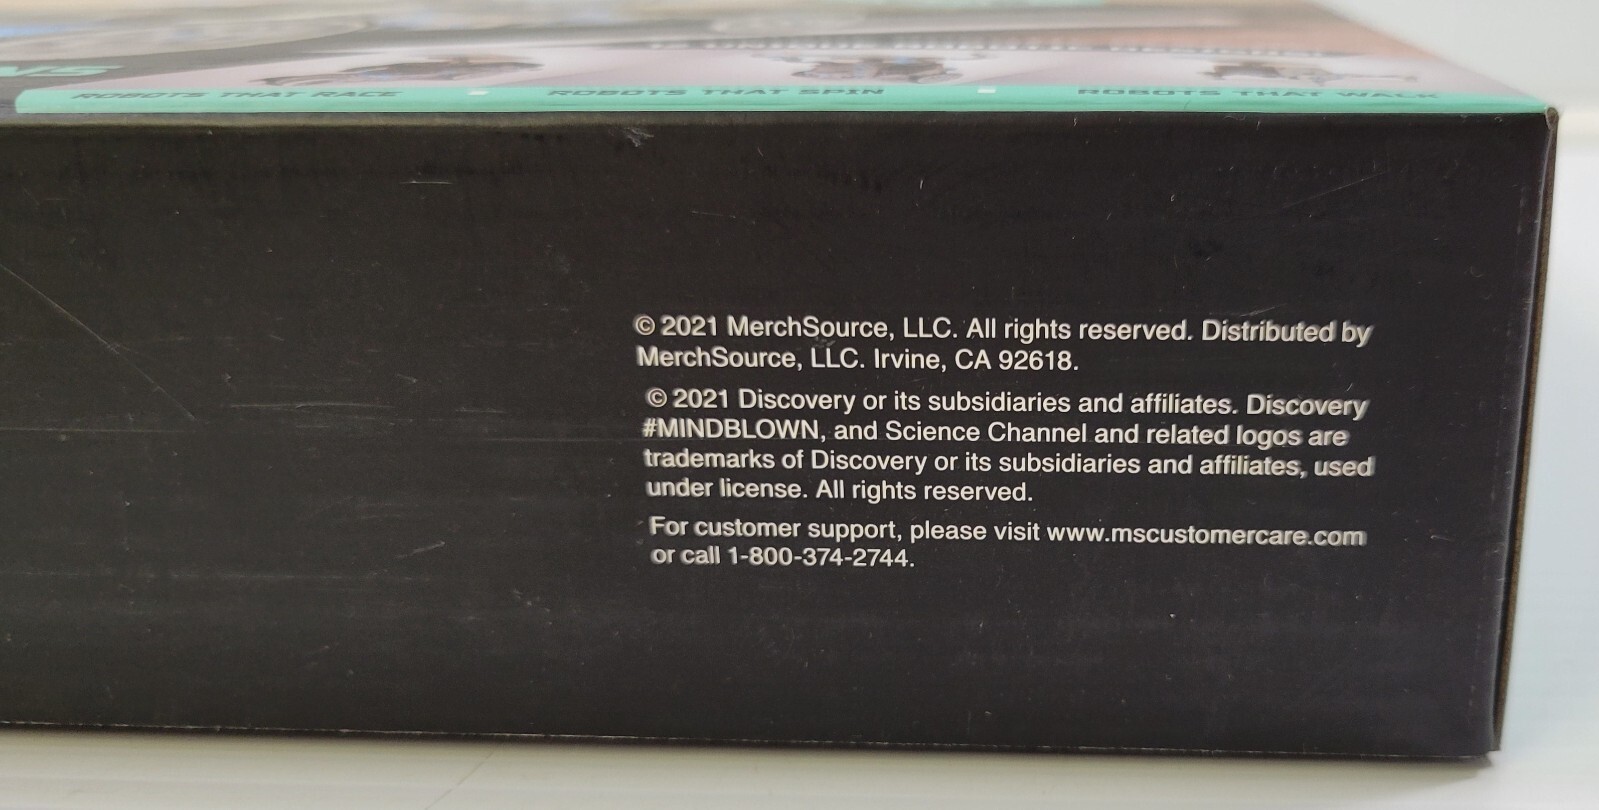 ROBOTS THAT RACE ROBOTS THAT SPIN ROBOTS THAT WALK
© 2021 MerchSource, LLC. All rights reserved. Distributed by
MerchSource, LLC. Irvine, CA 92618.
© 2021 Discovery or its subsidiaries and affiliates. Discovery
#MINDBLOWN, and Science Channel and related logos are
trademarks of Discovery or its subsidiaries and affiliates, used
under license. All rights reserved.
For customer support, please visit www.mscustomercare.com
or call 1-800-374-2744.